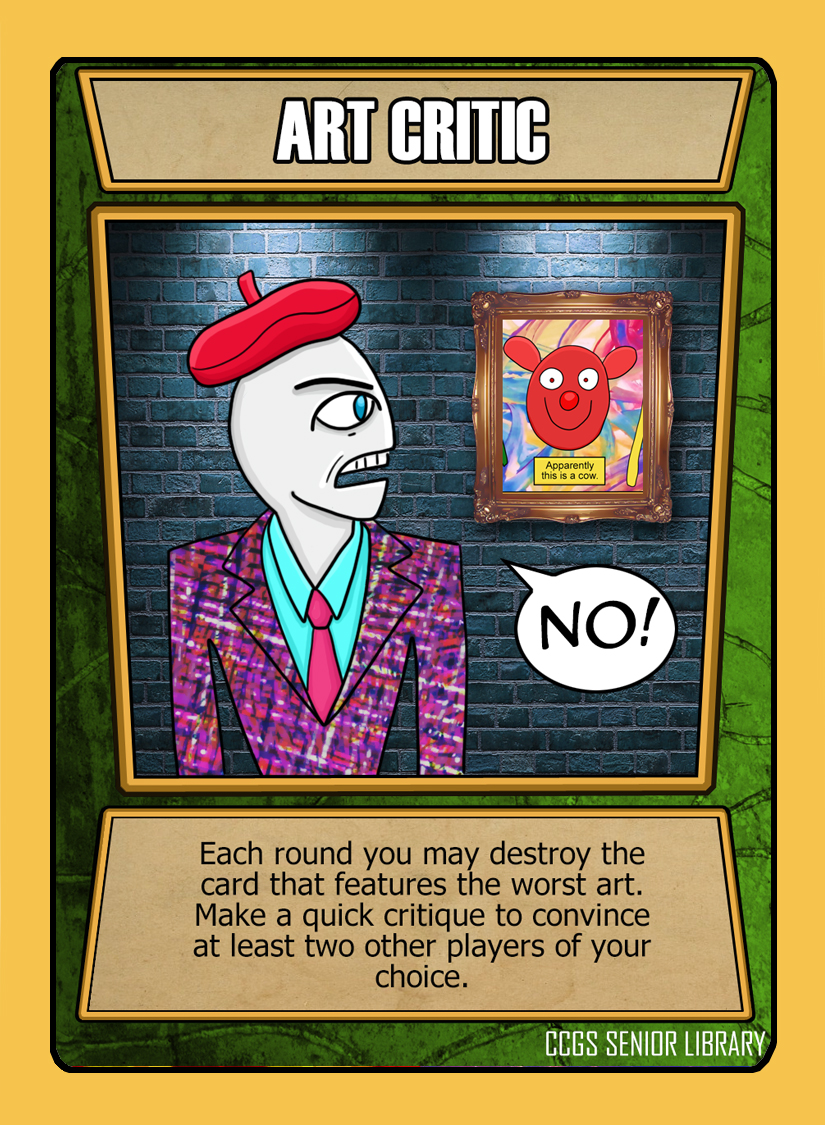 ART CRITIC
Apparently
this is a cow.
NO!
Each round you may destroy the
card that features the worst art.
Make a quick critique to convince
at least two other players of your
choice.
CCGS SENIOR LIBRARY